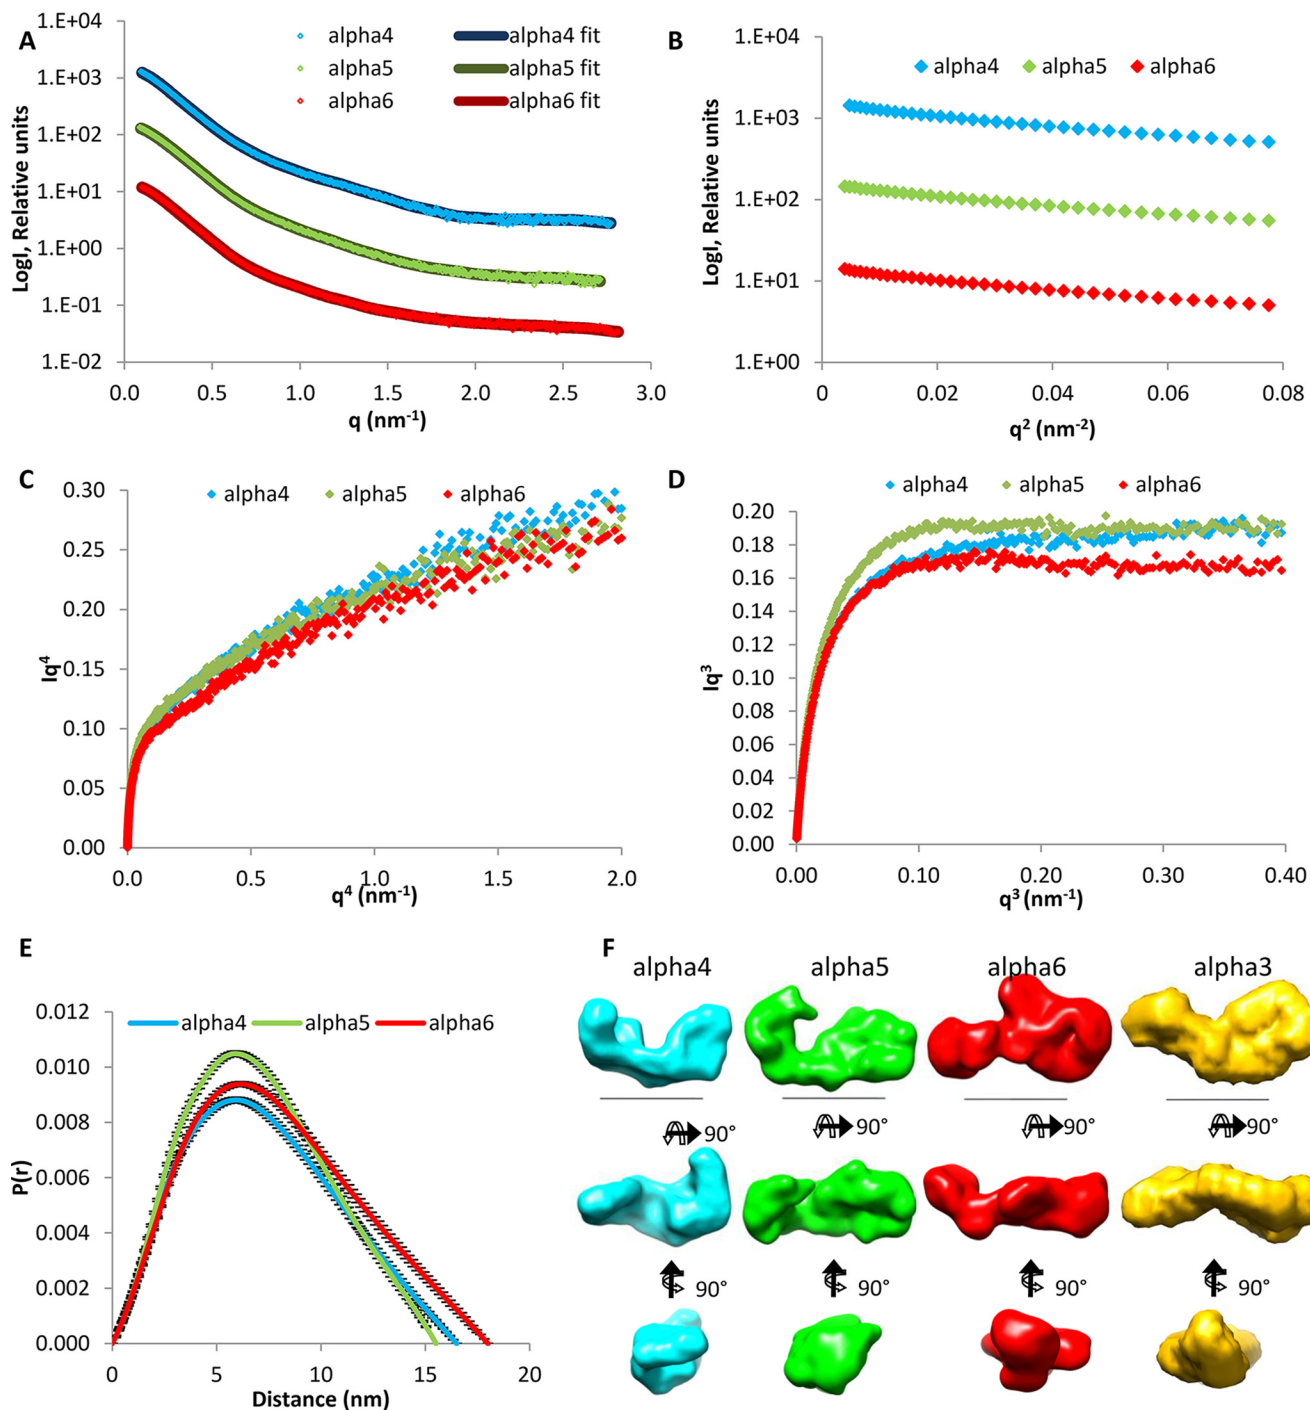 A
1.E+04
1.E+03
1.E+02
1.E+01
1.E+00
1.E-01
1.E-02
LogI, Relative units
alpha4
alpha5
alpha6
alpha4 fit
alpha5 fit
alpha6 fit
0.0 0.5 1.0 1.5 2.0 2.5 3.0
q (nm⁻¹)
B
1.E+04
1.E+03
1.E+02
1.E+01
1.E+00
LogI, Relative units
alpha4 alpha5 alpha6
0 0.02 0.04 0.06 0.08
q² (nm⁻²)
C
0.30
0.25
0.20
0.15
0.10
0.05
0.00
Iq⁴
alpha4 alpha5 alpha6
0.0 0.5 1.0 1.5 2.0
q⁴ (nm⁻¹)
D
0.20
0.18
0.16
0.14
0.12
0.10
0.08
0.06
0.04
0.02
0.00
Iq³
alpha4 alpha5 alpha6
0.00 0.10 0.20 0.30 0.40
q³ (nm⁻¹)
E
0.012
0.010
0.008
0.006
0.004
0.002
0.000
P(r)
alpha4 alpha5 alpha6
0 5 10 15 20
Distance (nm)
F
alpha4 alpha5 alpha6 alpha3
90° 90° 90° 90°
90° 90° 90° 90°